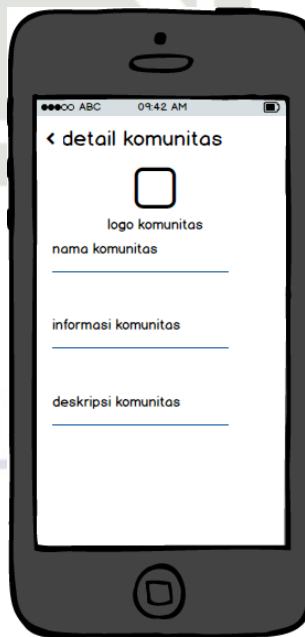 ABC 09:42 AM
< detail komunitas
logo komunitas
nama komunitas
informasi komunitas
deskripsi komunitas